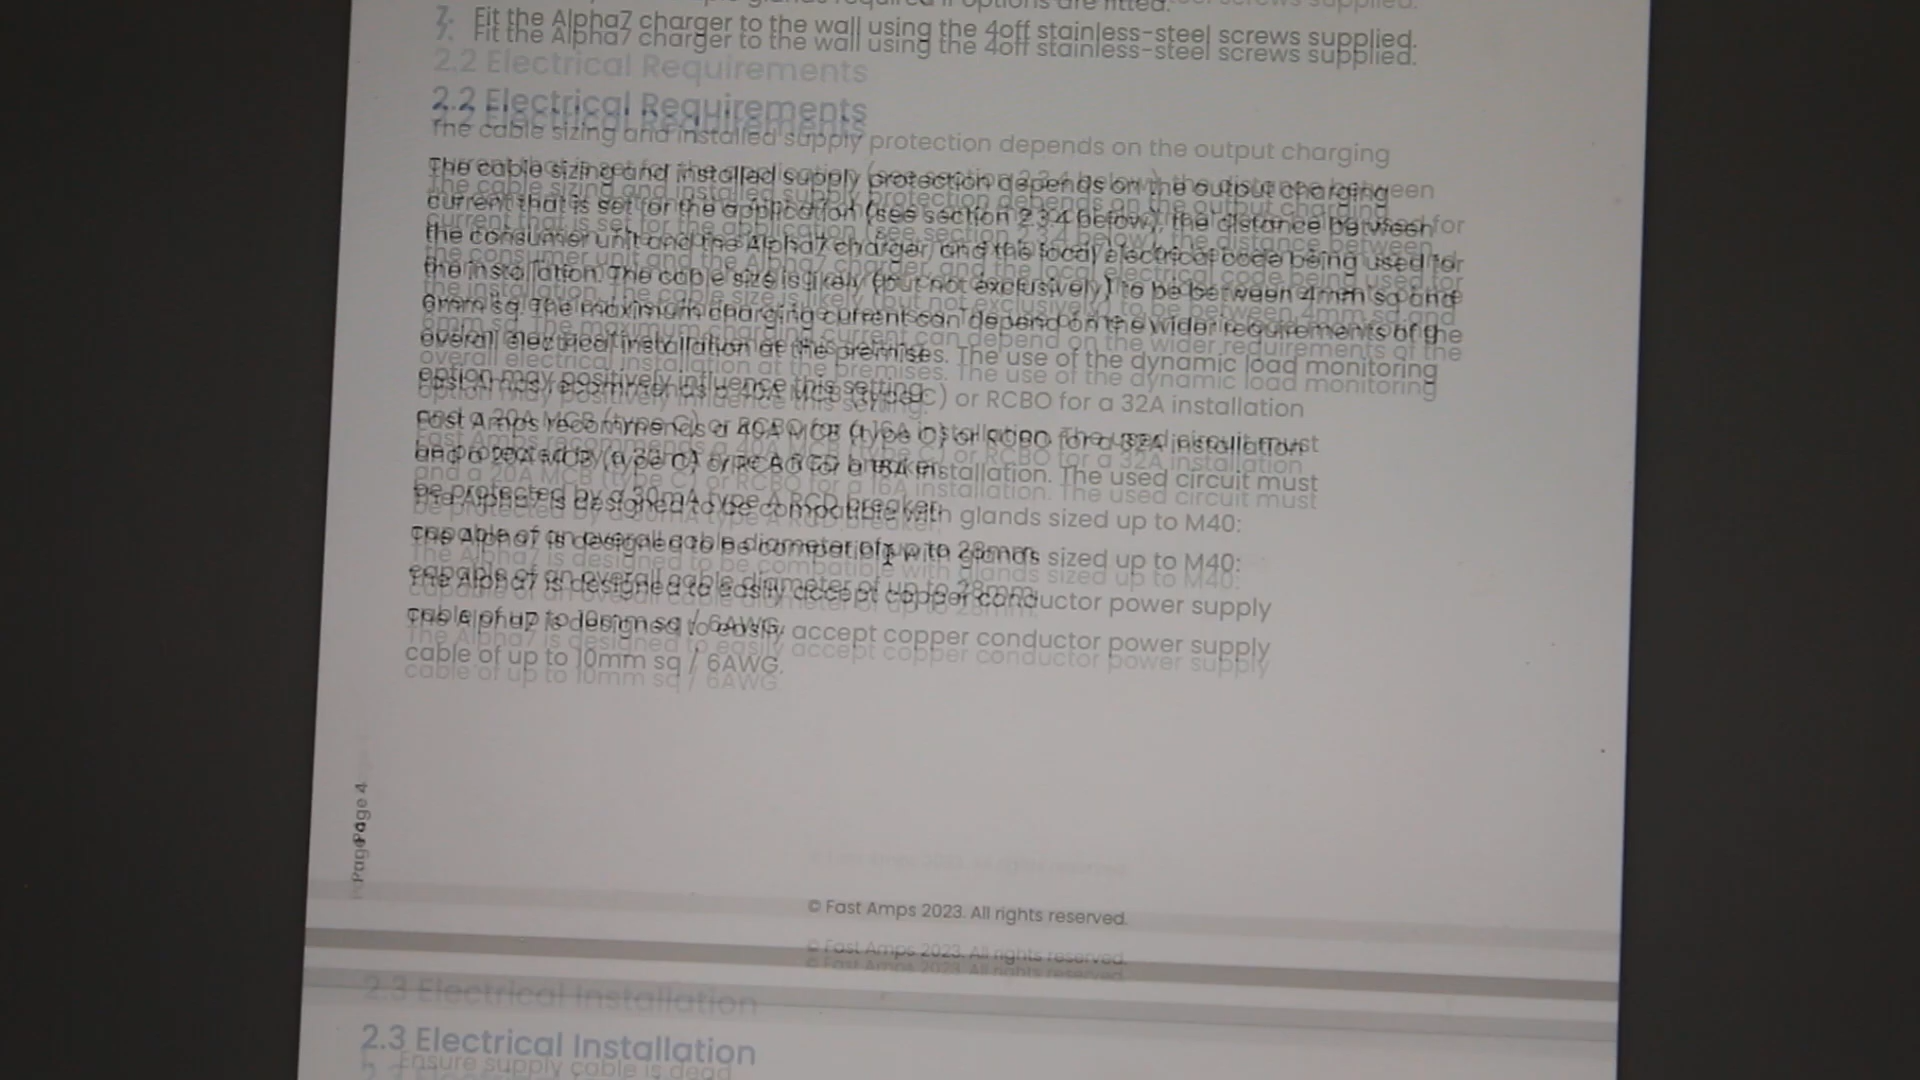 7. Fit the Alpha7 charger to the wall using the 4off stainless-steel screws supplied.
2.2 Electrical Requirements
The cable sizing and installed supply protection depends on the output charging
current that is set for the application (see section 2.3.4 below), the distance between
the consumer unit and the Alpha7 charger, and the local electrical code being used for
the installation. The cable size is likely (but not exclusively) to be between 4mm sq and
6mm sq. The maximum charging current can depend on the wider requirements of the
overall electrical installation at the premises. The use of the dynamic load monitoring
option may positively influence this setting.
Fast Amps recommends a 40A MCB (type C) or RCBO for a 32A installation
and a 20A MCB (type C) or RCBO for a 16A installation. The used circuit must
be protected by a 30mA type A RCD breaker.
The Alpha7 is designed to be compatible with glands sized up to M40:
capable of an overall cable diameter of up to 28mm.
The Alpha7 is designed to easily accept copper conductor power supply
cable of up to 10mm sq / 6AWG.
Page 4
© Fast Amps 2023. All rights reserved.
2.3 Electrical Installation
Ensure supply cable is dead